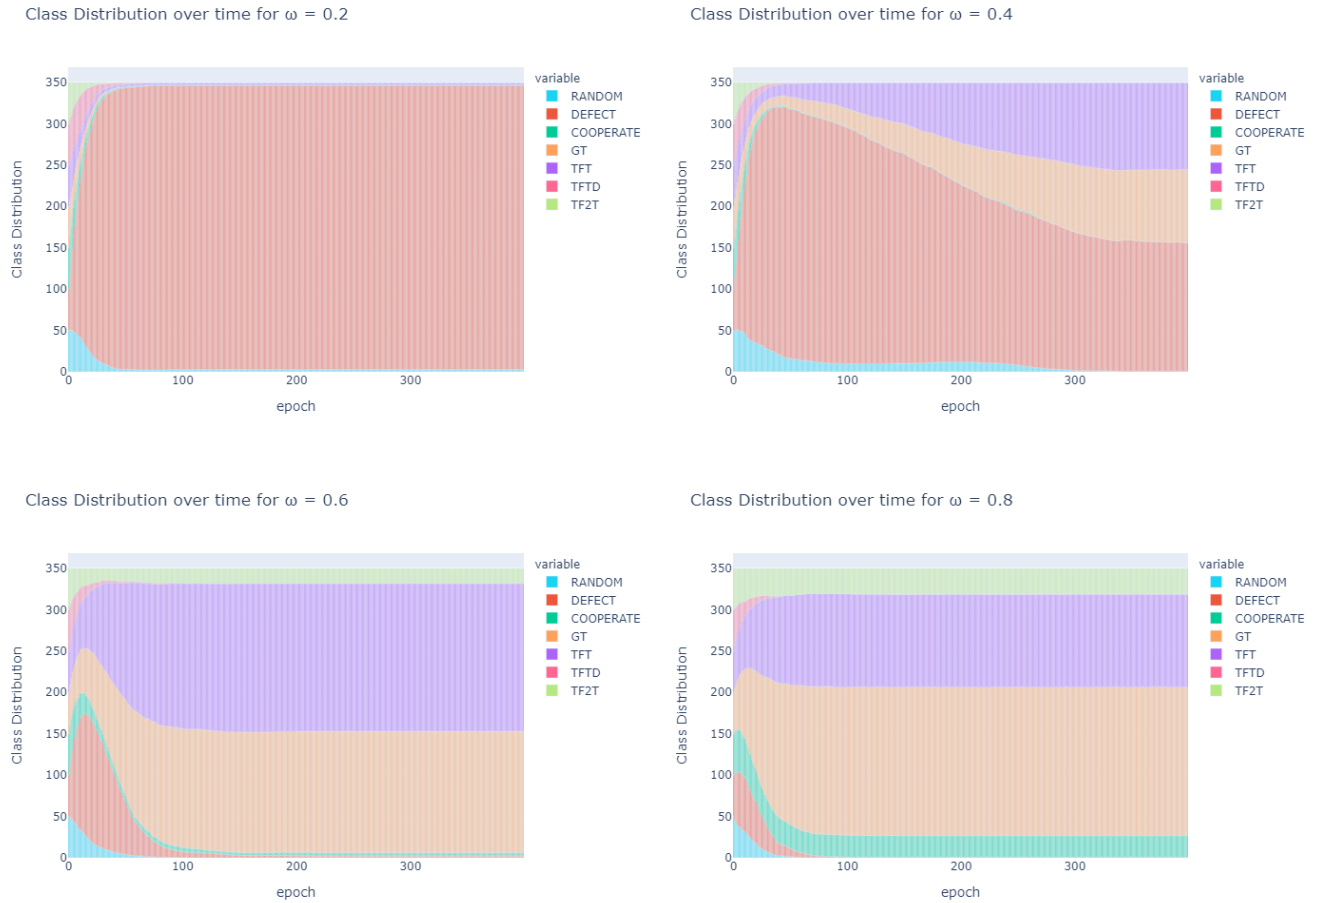 Class Distribution over time for ω = 0.2
variable
RANDOM
DEFECT
COOPERATE
GT
TFT
TFTD
TF2T
350
300
250
200
150
100
50
0
Class Distribution
0 100 200 300
epoch
Class Distribution over time for ω = 0.4
variable
RANDOM
DEFECT
COOPERATE
GT
TFT
TFTD
TF2T
350
300
250
200
150
100
50
0
Class Distribution
0 100 200 300
epoch
Class Distribution over time for ω = 0.6
variable
RANDOM
DEFECT
COOPERATE
GT
TFT
TFTD
TF2T
350
300
250
200
150
100
50
0
Class Distribution
0 100 200 300
epoch
Class Distribution over time for ω = 0.8
variable
RANDOM
DEFECT
COOPERATE
GT
TFT
TFTD
TF2T
350
300
250
200
150
100
50
0
Class Distribution
0 100 200 300
epoch